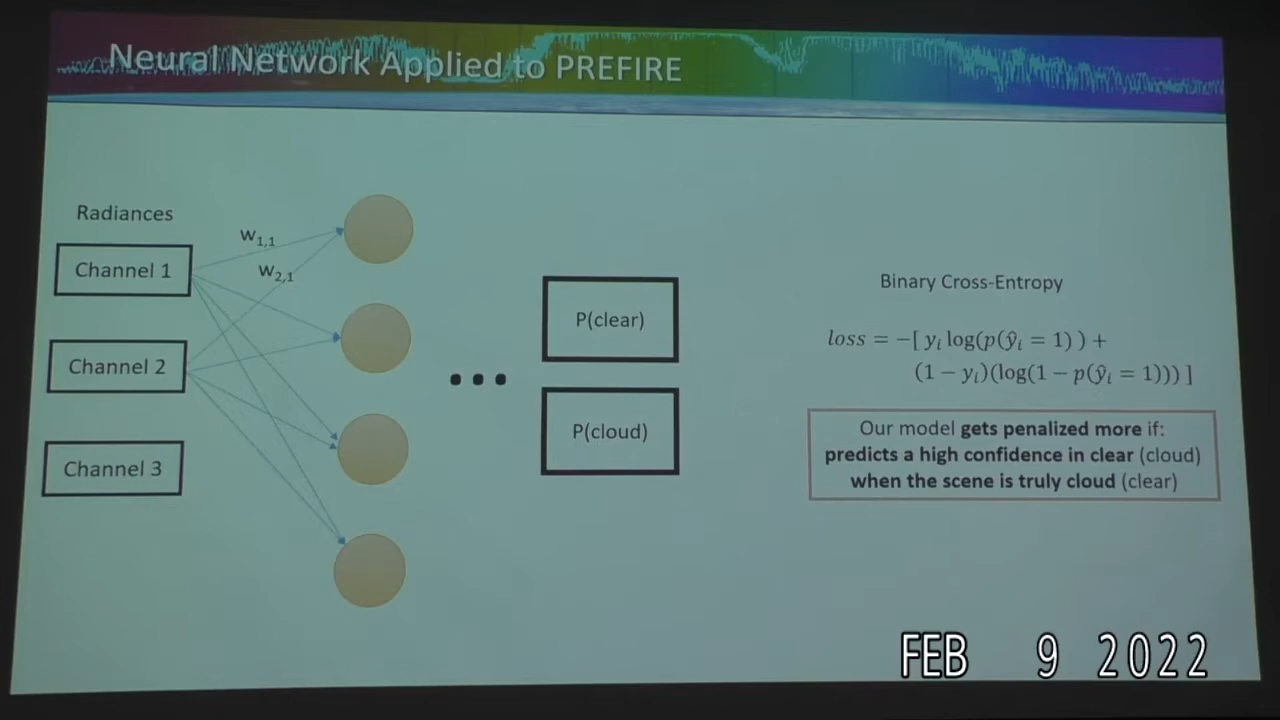 Neural Network Applied to PREFIRE
Radiances
Channel 1
Channel 2
Channel 3
w1,1
w2,1
...
P(clear)
P(cloud)
Binary Cross-Entropy
loss = −[ yᵢ log(p(ŷᵢ = 1) ) +
(1 − yᵢ)(log(1 − p(ŷᵢ = 1))) ]
Our model gets penalized more if:
predicts a high confidence in clear (cloud)
when the scene is truly cloud (clear)
FEB 9 2022